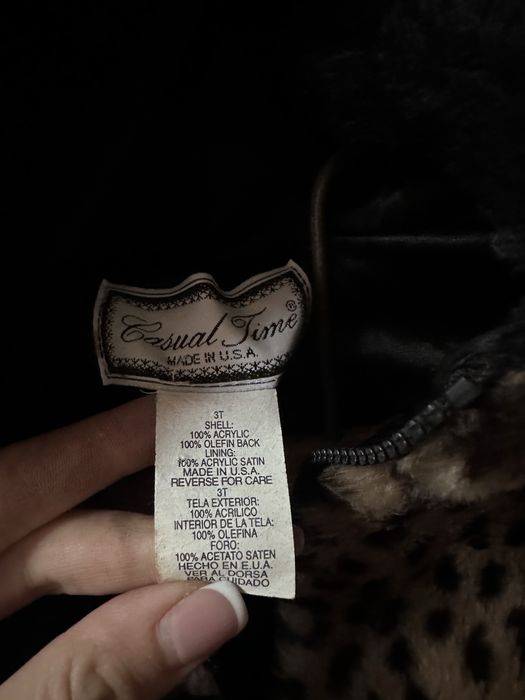 Casual Time®
MADE IN U.S.A.
3T
SHELL:
100% ACRYLIC
100% OLEFIN BACK
LINING:
100% ACRYLIC SATIN
MADE IN U.S.A.
REVERSE FOR CARE
3T
TELA EXTERIOR:
100% ACRILICO
INTERIOR DE LA TELA:
100% OLEFINA
FORO:
100% ACETATO SATEN
HECHO EN E.U.A.
VER AL DORSA
PARA CUIDADO